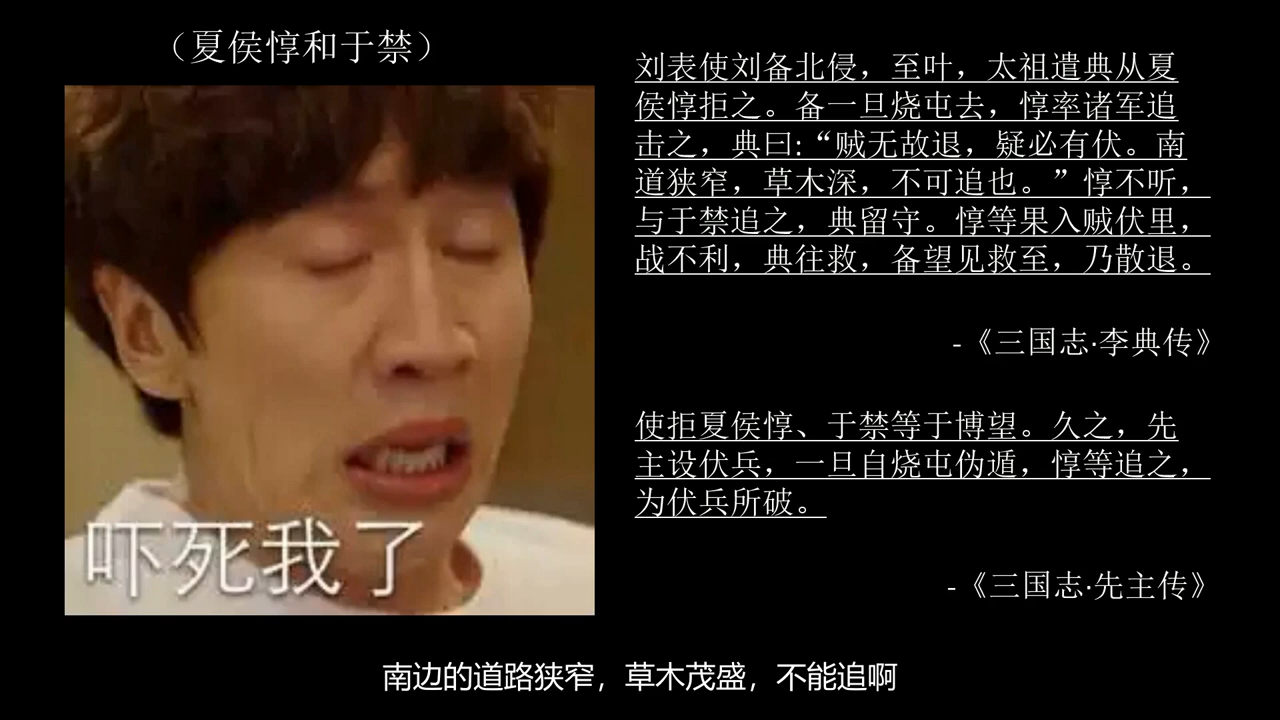 （夏侯惇和于禁）
吓死我了
刘表使刘备北侵，至叶，太祖遣典从夏
侯惇拒之。备一旦烧屯去，惇率诸军追
击之，典曰:“贼无故退，疑必有伏。南
道狭窄，草木深，不可追也。”惇不听，
与于禁追之，典留守。惇等果入贼伏里，
战不利，典往救，备望见救至，乃散退。
-《三国志·李典传》
使拒夏侯惇、于禁等于博望。久之，先
主设伏兵，一旦自烧屯伪遁，惇等追之，
为伏兵所破。
-《三国志·先主传》
南边的道路狭窄，草木茂盛，不能追啊